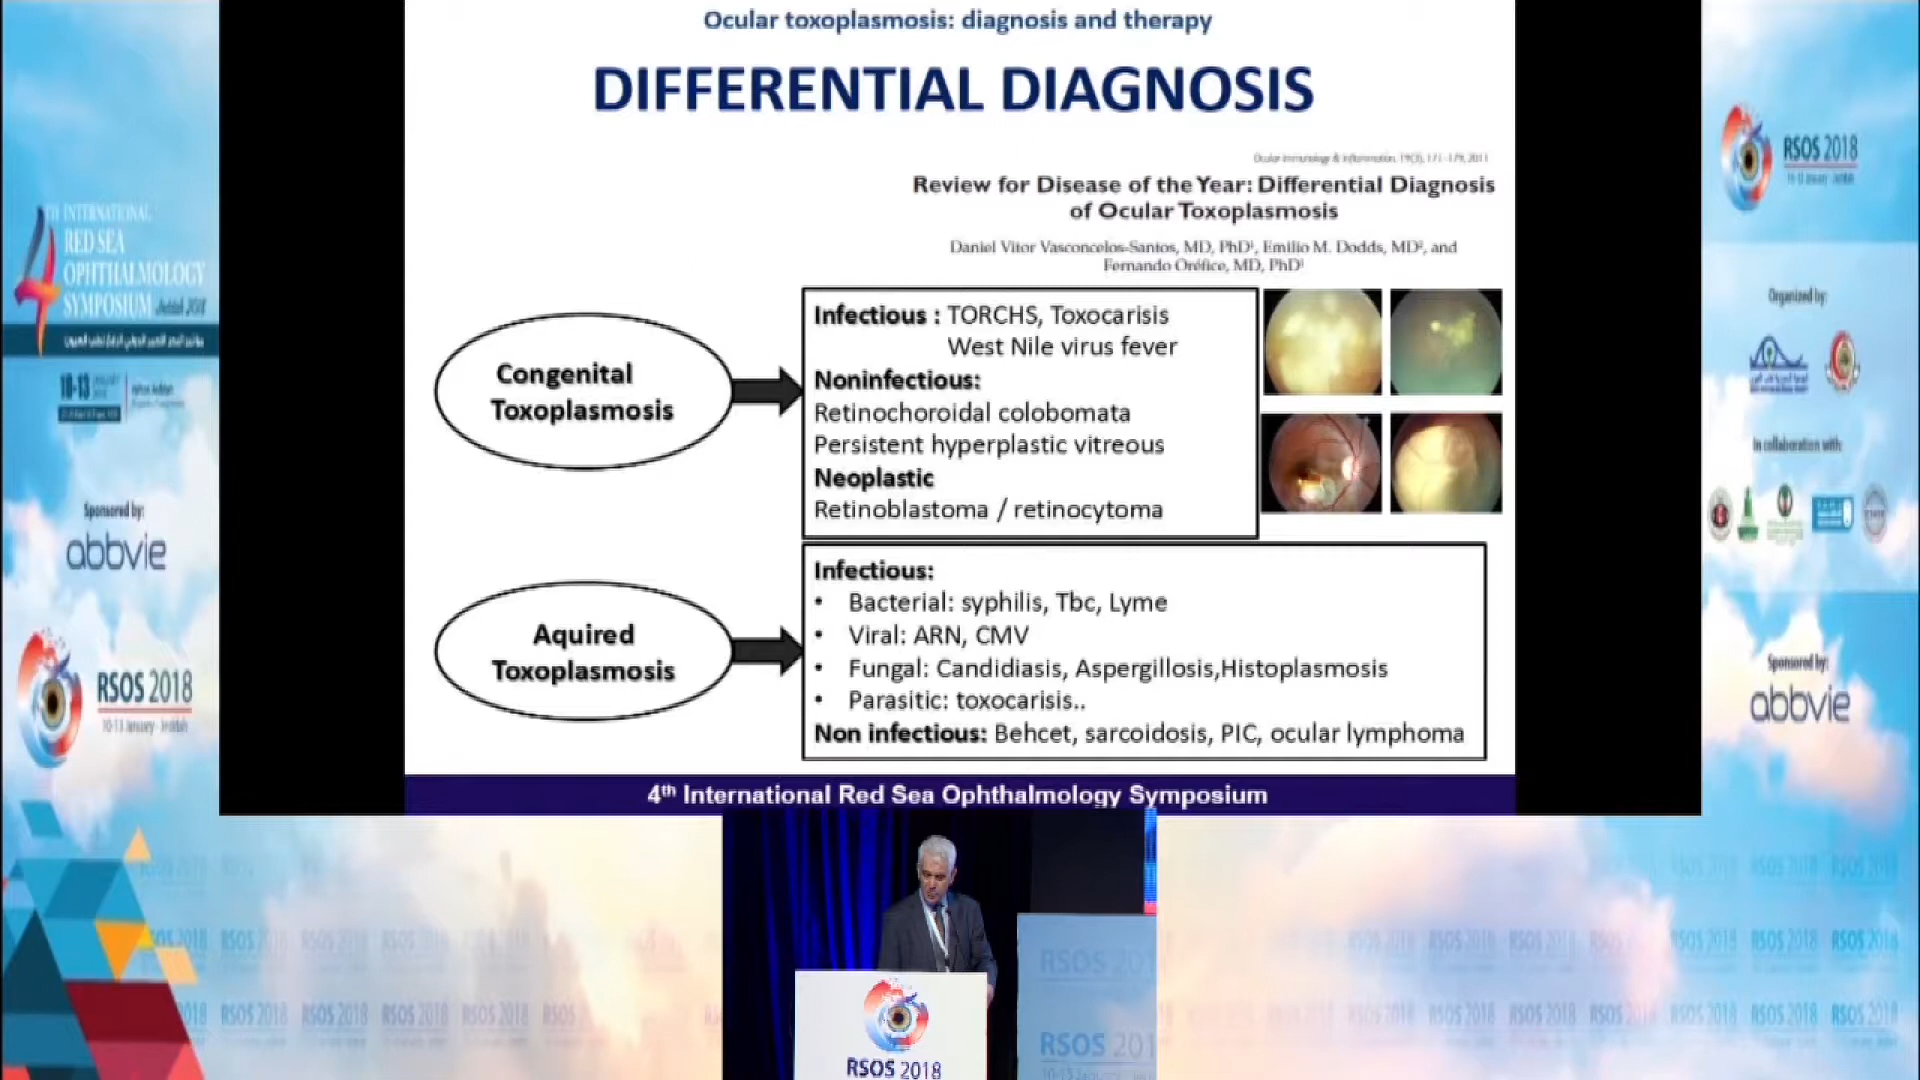 Ocular toxoplasmosis: diagnosis and therapy
DIFFERENTIAL DIAGNOSIS
Ocular Immunology & Inflammation, 19(3), 171–179, 2011
Review for Disease of the Year: Differential Diagnosis
of Ocular Toxoplasmosis
Daniel Vitor Vasconcelos-Santos, MD, PhD¹, Emilio M. Dodds, MD², and
Fernando Oréfice, MD, PhD¹
Congenital
Toxoplasmosis
Infectious : TORCHS, Toxocarisis
West Nile virus fever
Noninfectious:
Retinochoroidal colobomata
Persistent hyperplastic vitreous
Neoplastic
Retinoblastoma / retinocytoma
Aquired
Toxoplasmosis
Infectious:
• Bacterial: syphilis, Tbc, Lyme
• Viral: ARN, CMV
• Fungal: Candidiasis, Aspergillosis,Histoplasmosis
• Parasitic: toxocarisis..
Non infectious: Behcet, sarcoidosis, PIC, ocular lymphoma
4th International Red Sea Ophthalmology Symposium
4TH INTERNATIONAL
RED SEA
OPHTHALMOLOGY
SYMPOSIUM Jeddah 2018
10-13
Sponsored by:
abbvie
RSOS 2018
10-13 January - Jeddah
RSOS 2018
10-13 January - Jeddah
Organized by:
In collaboration with:
Sponsored by:
abbvie
RSOS 2018